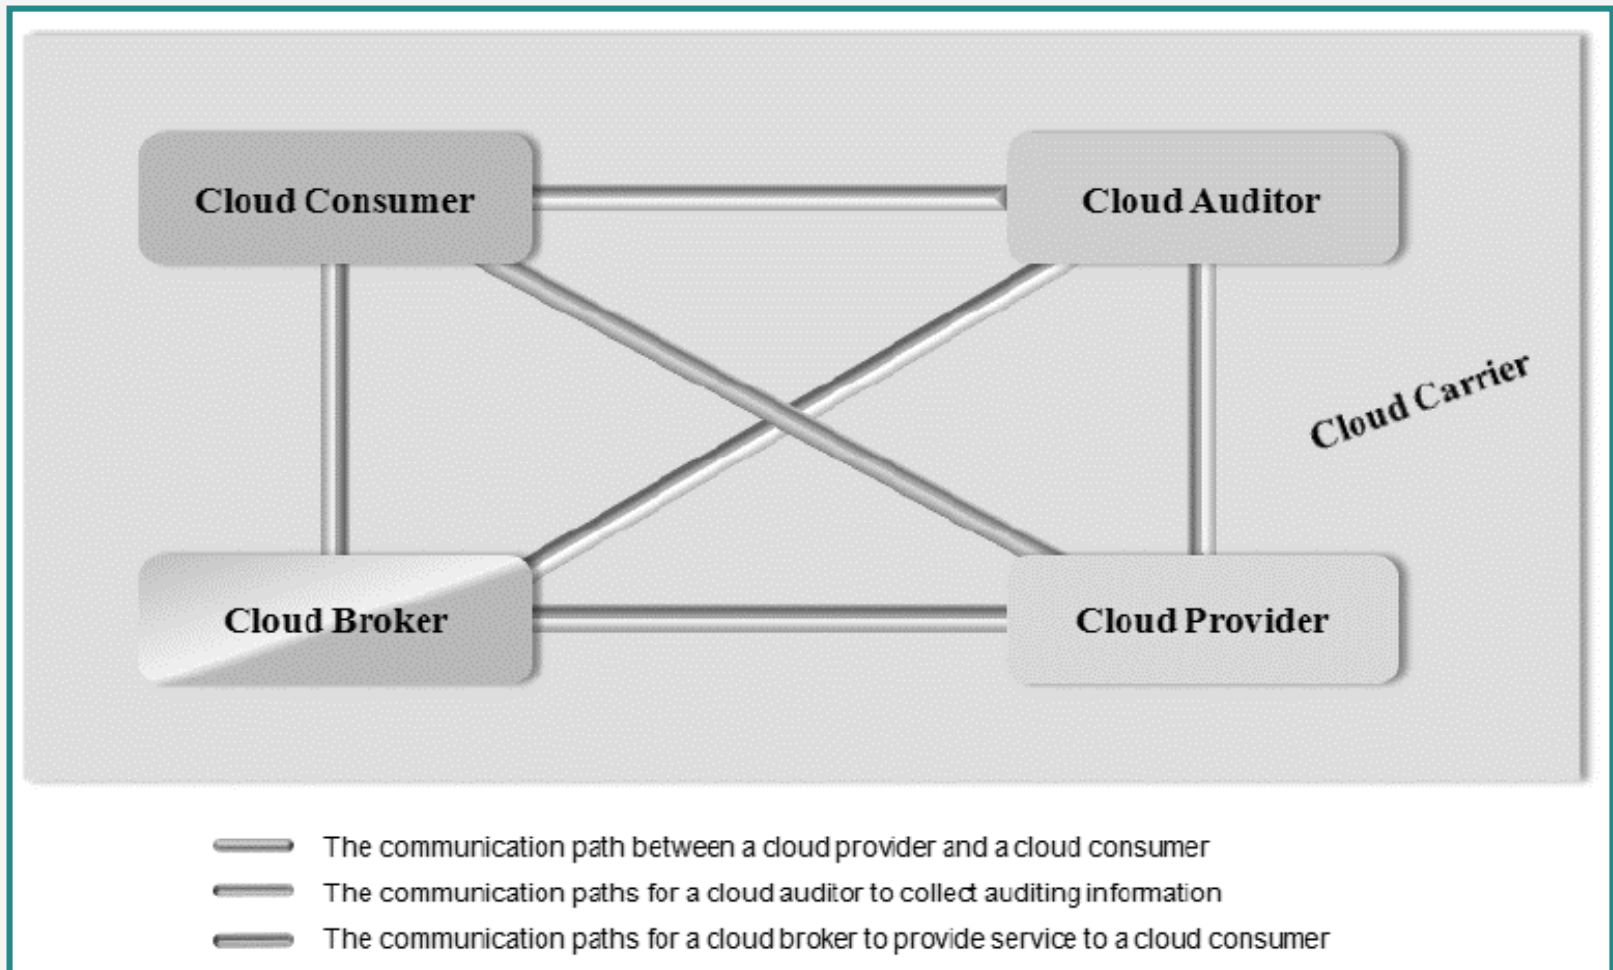 Cloud Consumer
Cloud Auditor
Cloud Carrier
Cloud Broker
Cloud Provider
The communication path between a cloud provider and a cloud consumer
The communication paths for a cloud auditor to collect auditing information
The communication paths for a cloud broker to provide service to a cloud consumer